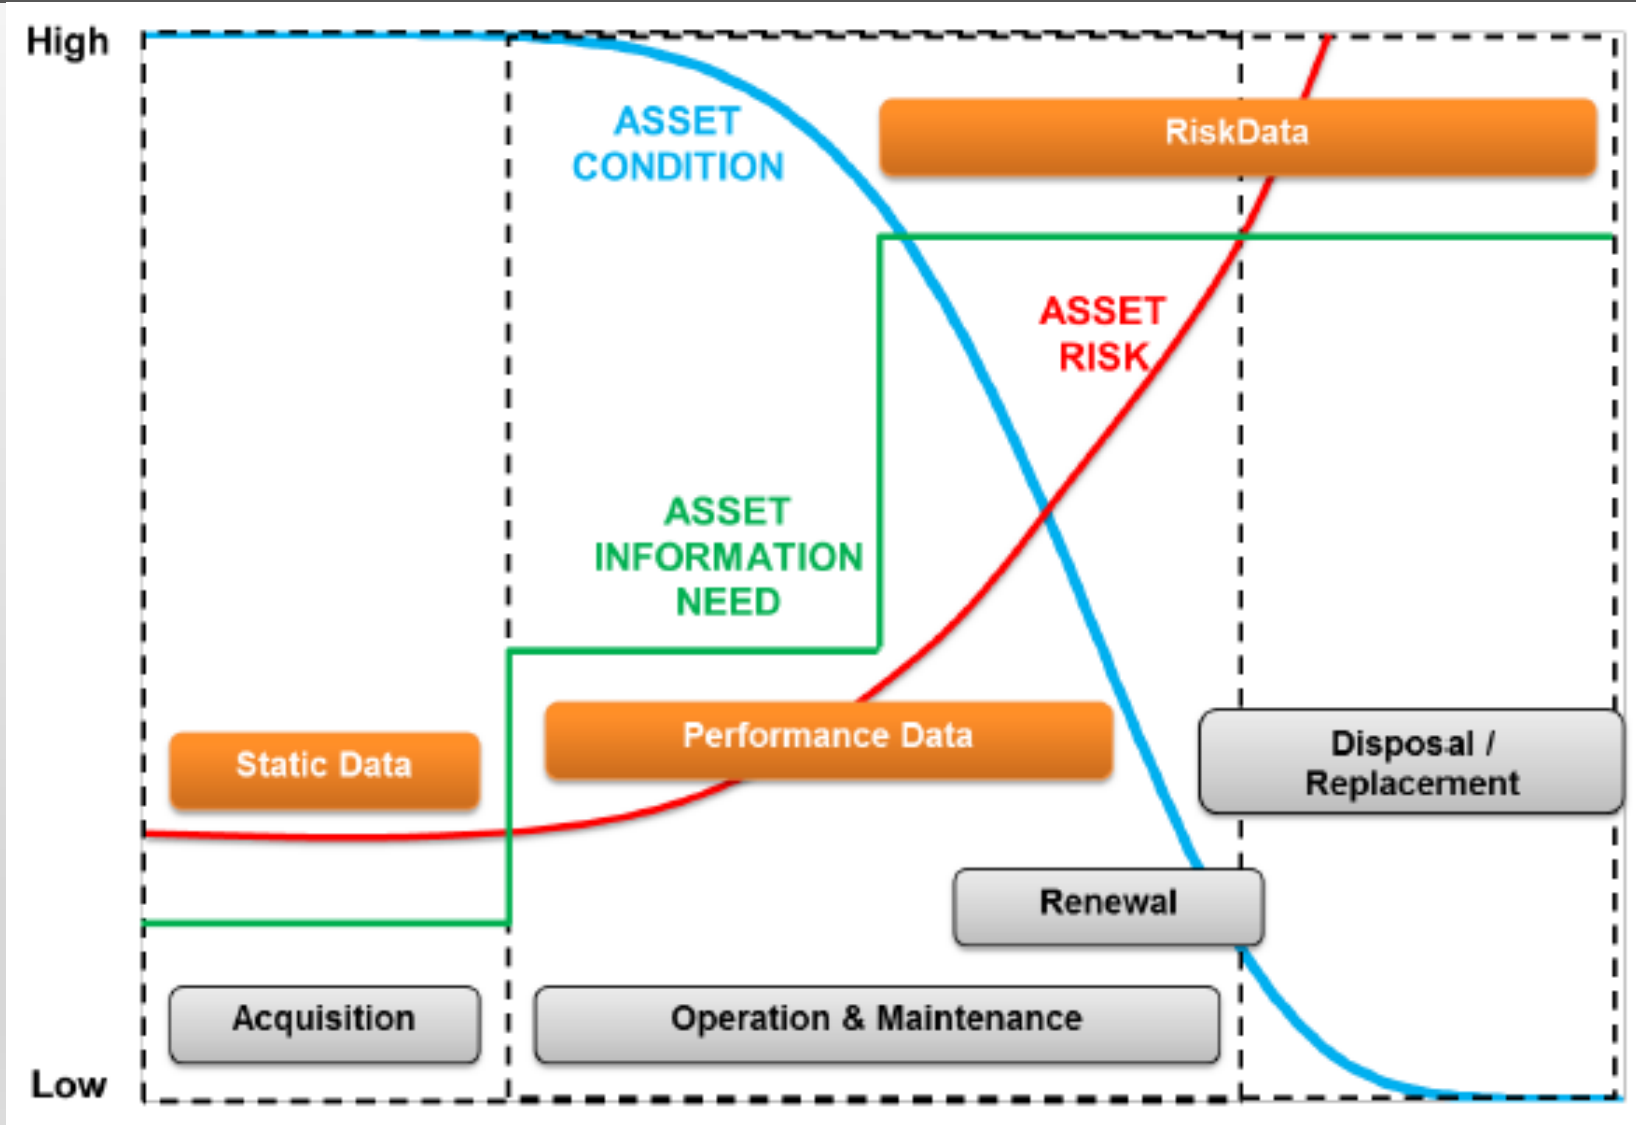 High
ASSET
CONDITION
RiskData
ASSET
RISK
ASSET
INFORMATION
NEED
Static Data
Performance Data
Disposal /
Replacement
Renewal
Acquisition
Operation & Maintenance
Low